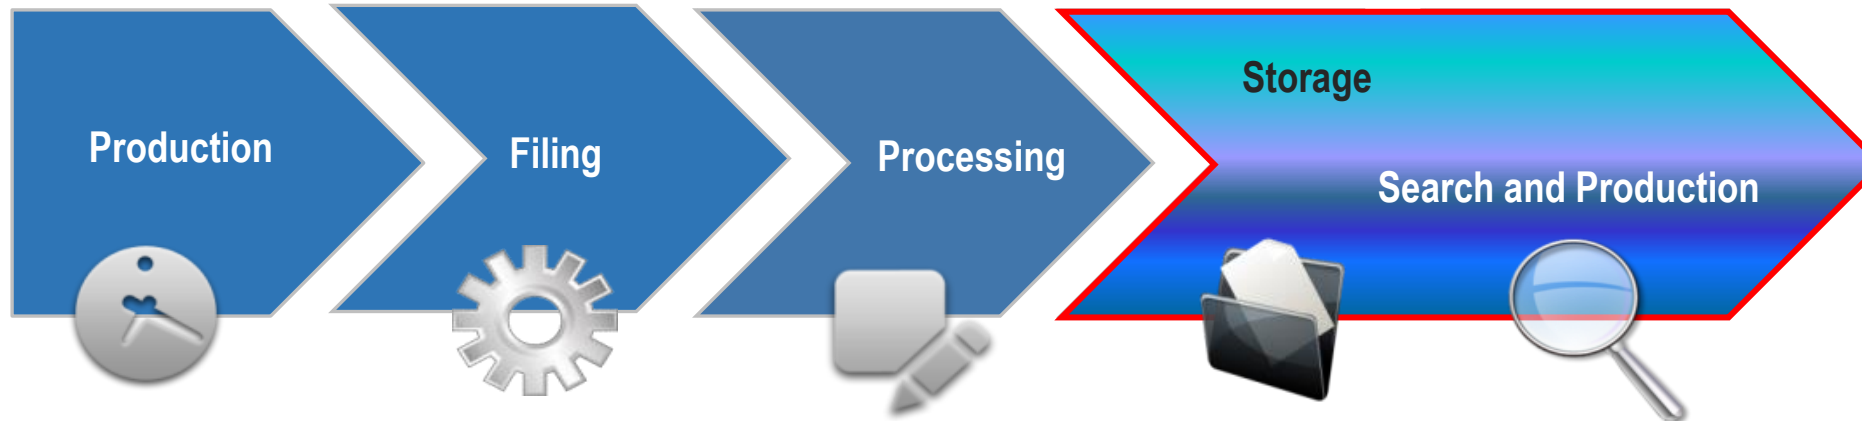 Production
Filing
Processing
Storage
Search and Production